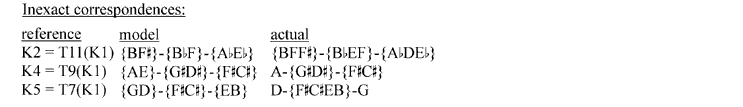 Inexact correspondences:
reference model actual
K2 = T11(K1) {BF♯}-{B♭F}-{A♭E♭} {BFF♯}-{B♭EF}-{A♭DE♭}
K4 = T9(K1) {AE}-{G♯D♯}-{F♯C♯} A-{G♯D♯}-{F♯C♯}
K5 = T7(K1) {GD}-{F♯C♯}-{EB} D-{F♯C♯EB}-G